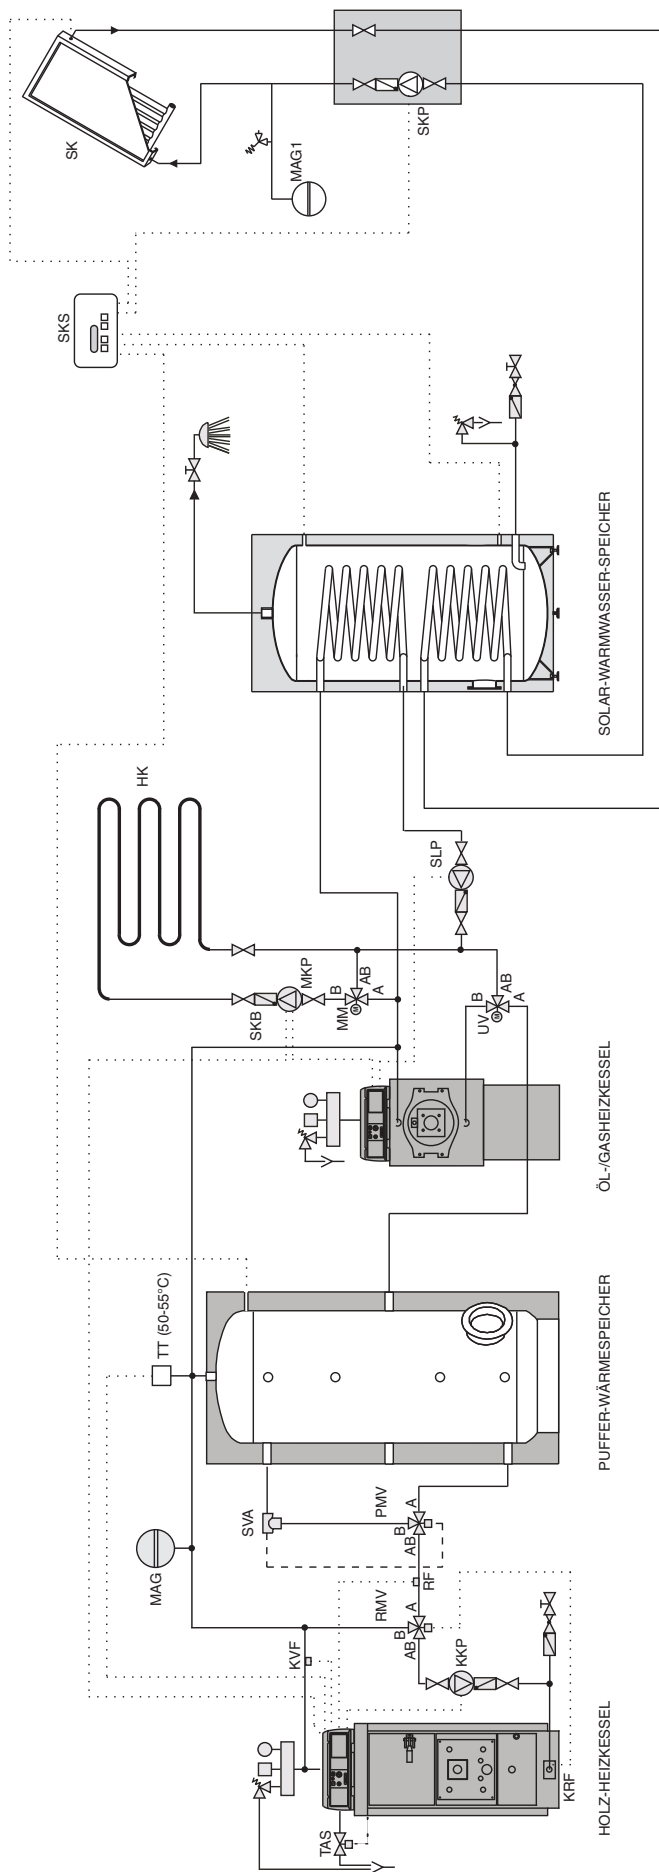 SK
SKP
MAG1
SKS
SOLAR-WARMWASSER-SPEICHER
HK
SLP
SKB
MKP
MM
B
AB
A
M
UV
B
AB
A
M
ÖL-/GASHEIZKESSEL
TT (50-55°C)
PUFFER-WÄRMESPEICHER
SVA
PMV
B
A
AB
MAG
RF
RMV
B
A
AB
KVF
KKP
TAS
KRF
HOLZ-HEIZKESSEL